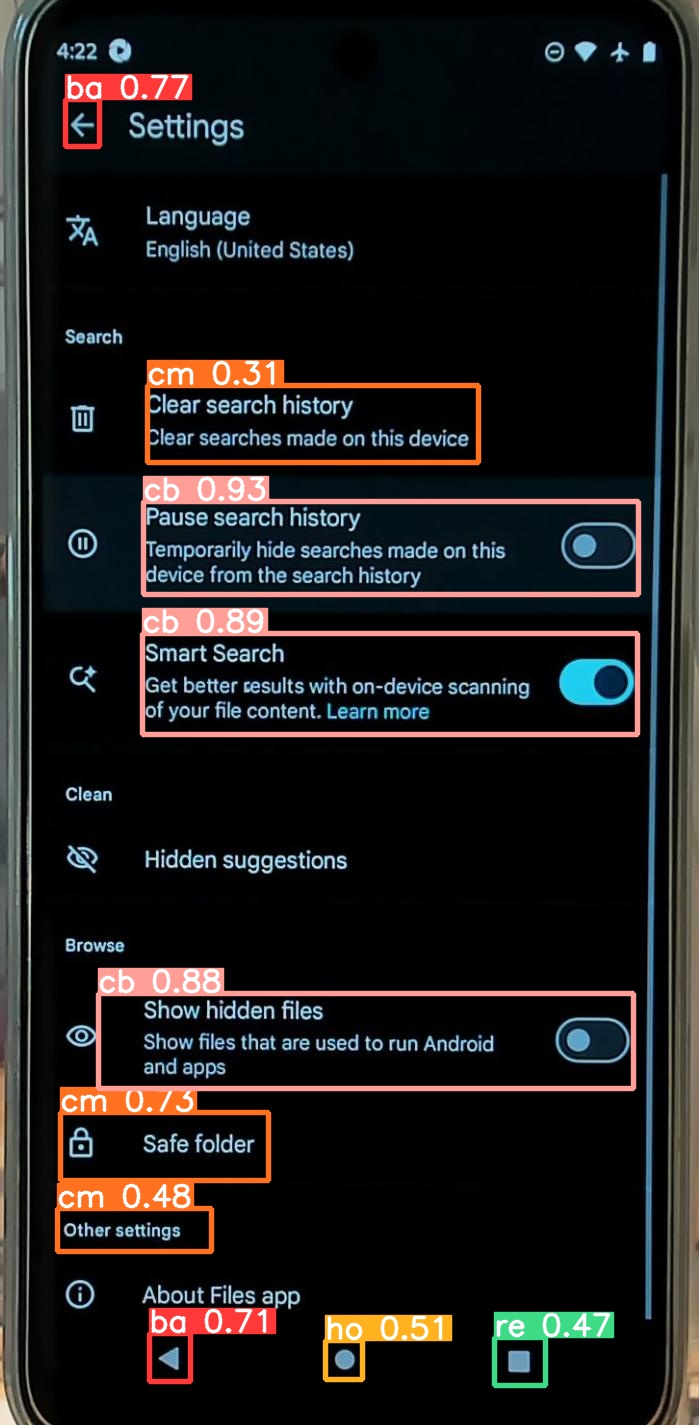 4:22
ba 0.77
Settings
Language
English (United States)
Search
cm 0.31
Clear search history
Clear searches made on this device
cb 0.93
Pause search history
Temporarily hide searches made on this
device from the search history
cb 0.89
Smart Search
Get better results with on-device scanning
of your file content. Learn more
Clean
Hidden suggestions
Browse
cb 0.88
Show hidden files
Show files that are used to run Android
and apps
cm 0.73
Safe folder
cm 0.48
Other settings
About Files app
ba 0.71
ho 0.51
re 0.47